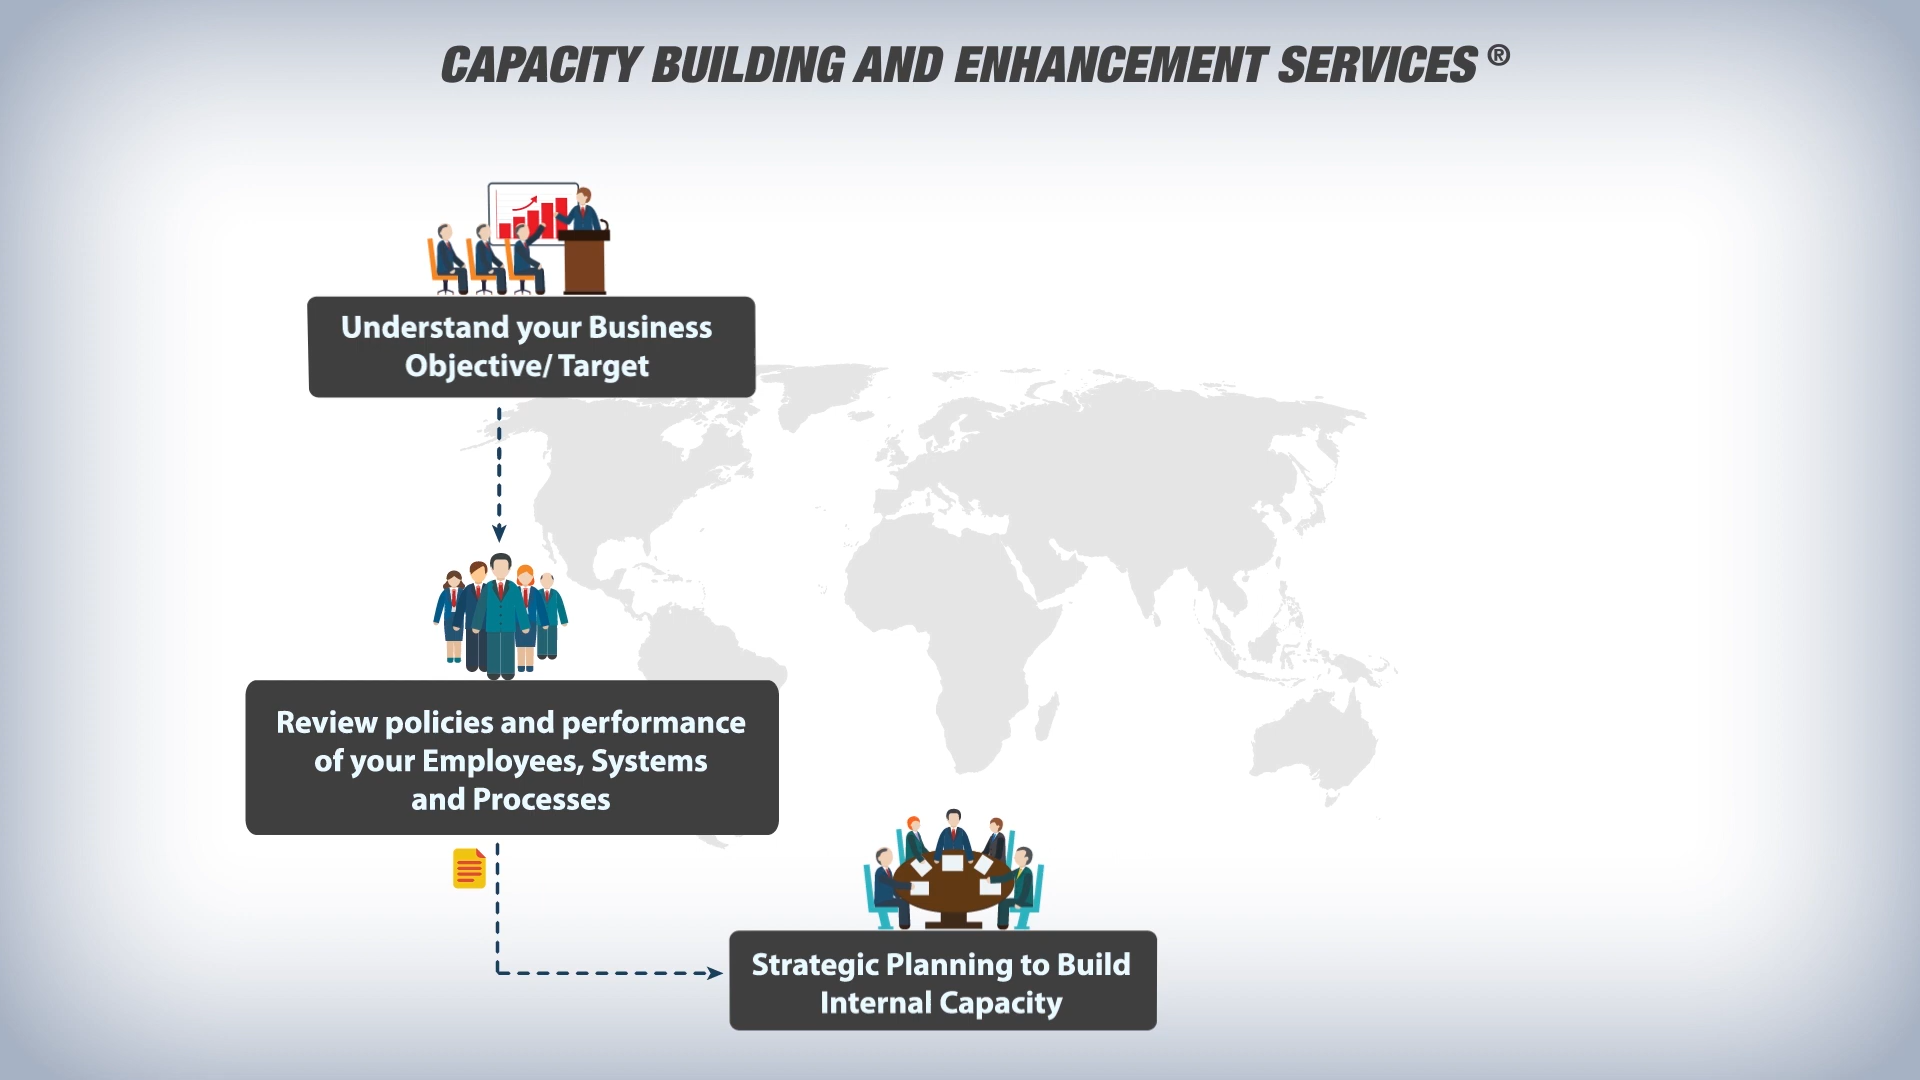 CAPACITY BUILDING AND ENHANCEMENT SERVICES ®
Understand your Business
Objective/ Target
Review policies and performance
of your Employees, Systems
and Processes
Strategic Planning to Build
Internal Capacity